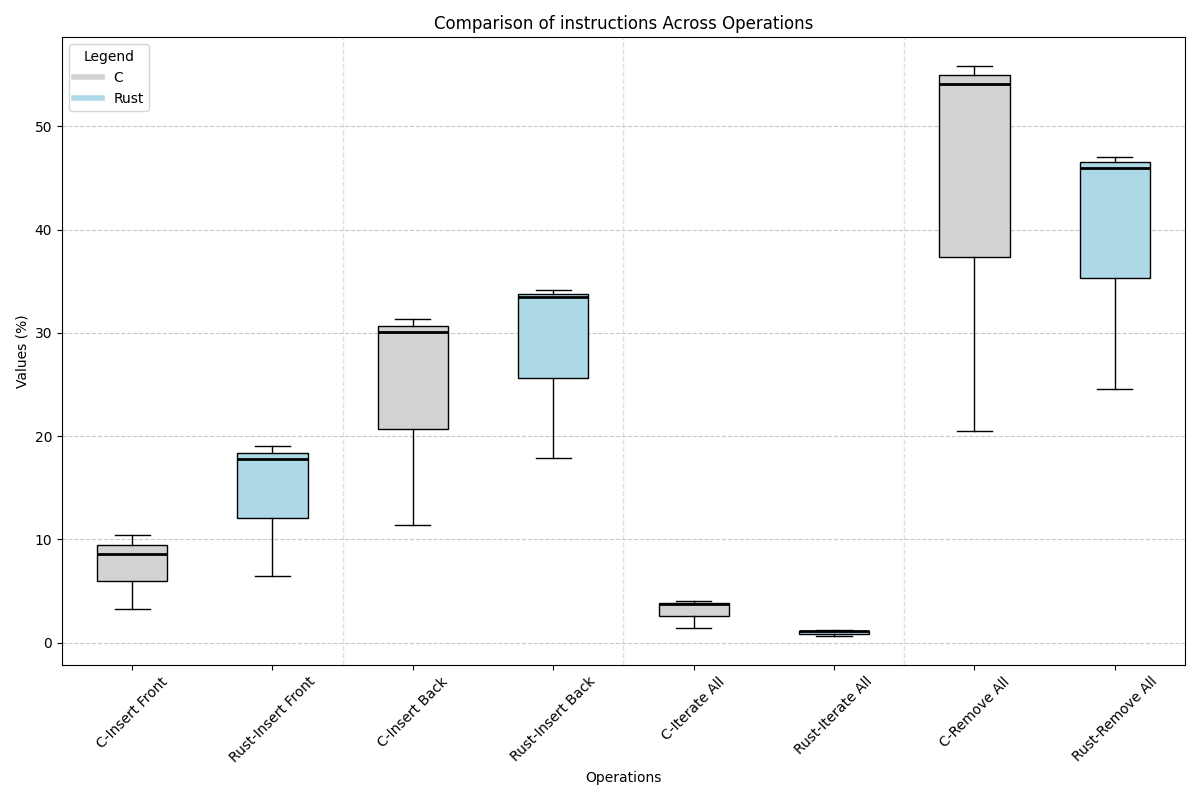 Comparison of instructions Across Operations
Legend
C
Rust
Values (%)
50
40
30
20
10
0
C-Insert Front
Rust-Insert Front
C-Insert Back
Rust-Insert Back
C-Iterate All
Rust-Iterate All
C-Remove All
Rust-Remove All
Operations